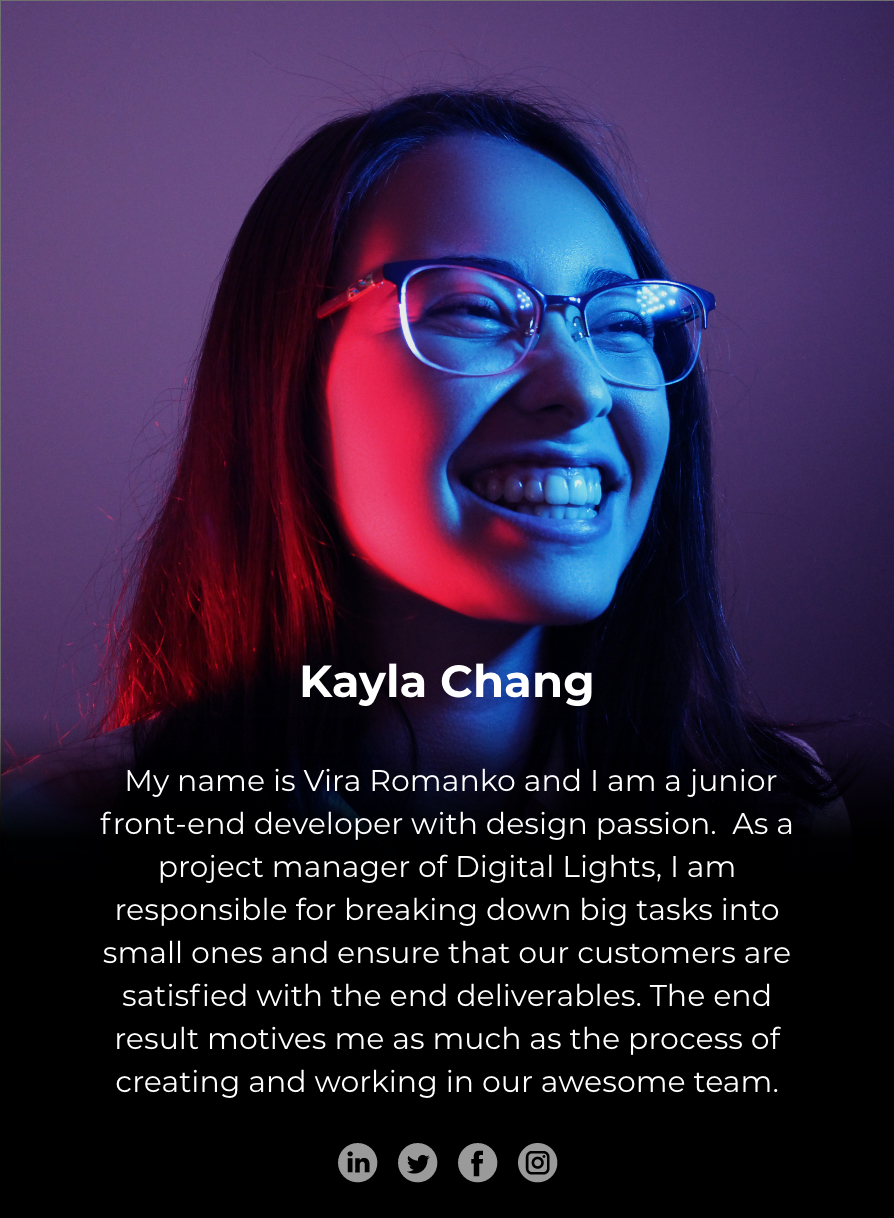 Kayla Chang
My name is Vira Romanko and I am a junior
front-end developer with design passion.  As a
project manager of Digital Lights, I am
responsible for breaking down big tasks into
small ones and ensure that our customers are
satisfied with the end deliverables. The end
result motives me as much as the process of
creating and working in our awesome team.
in